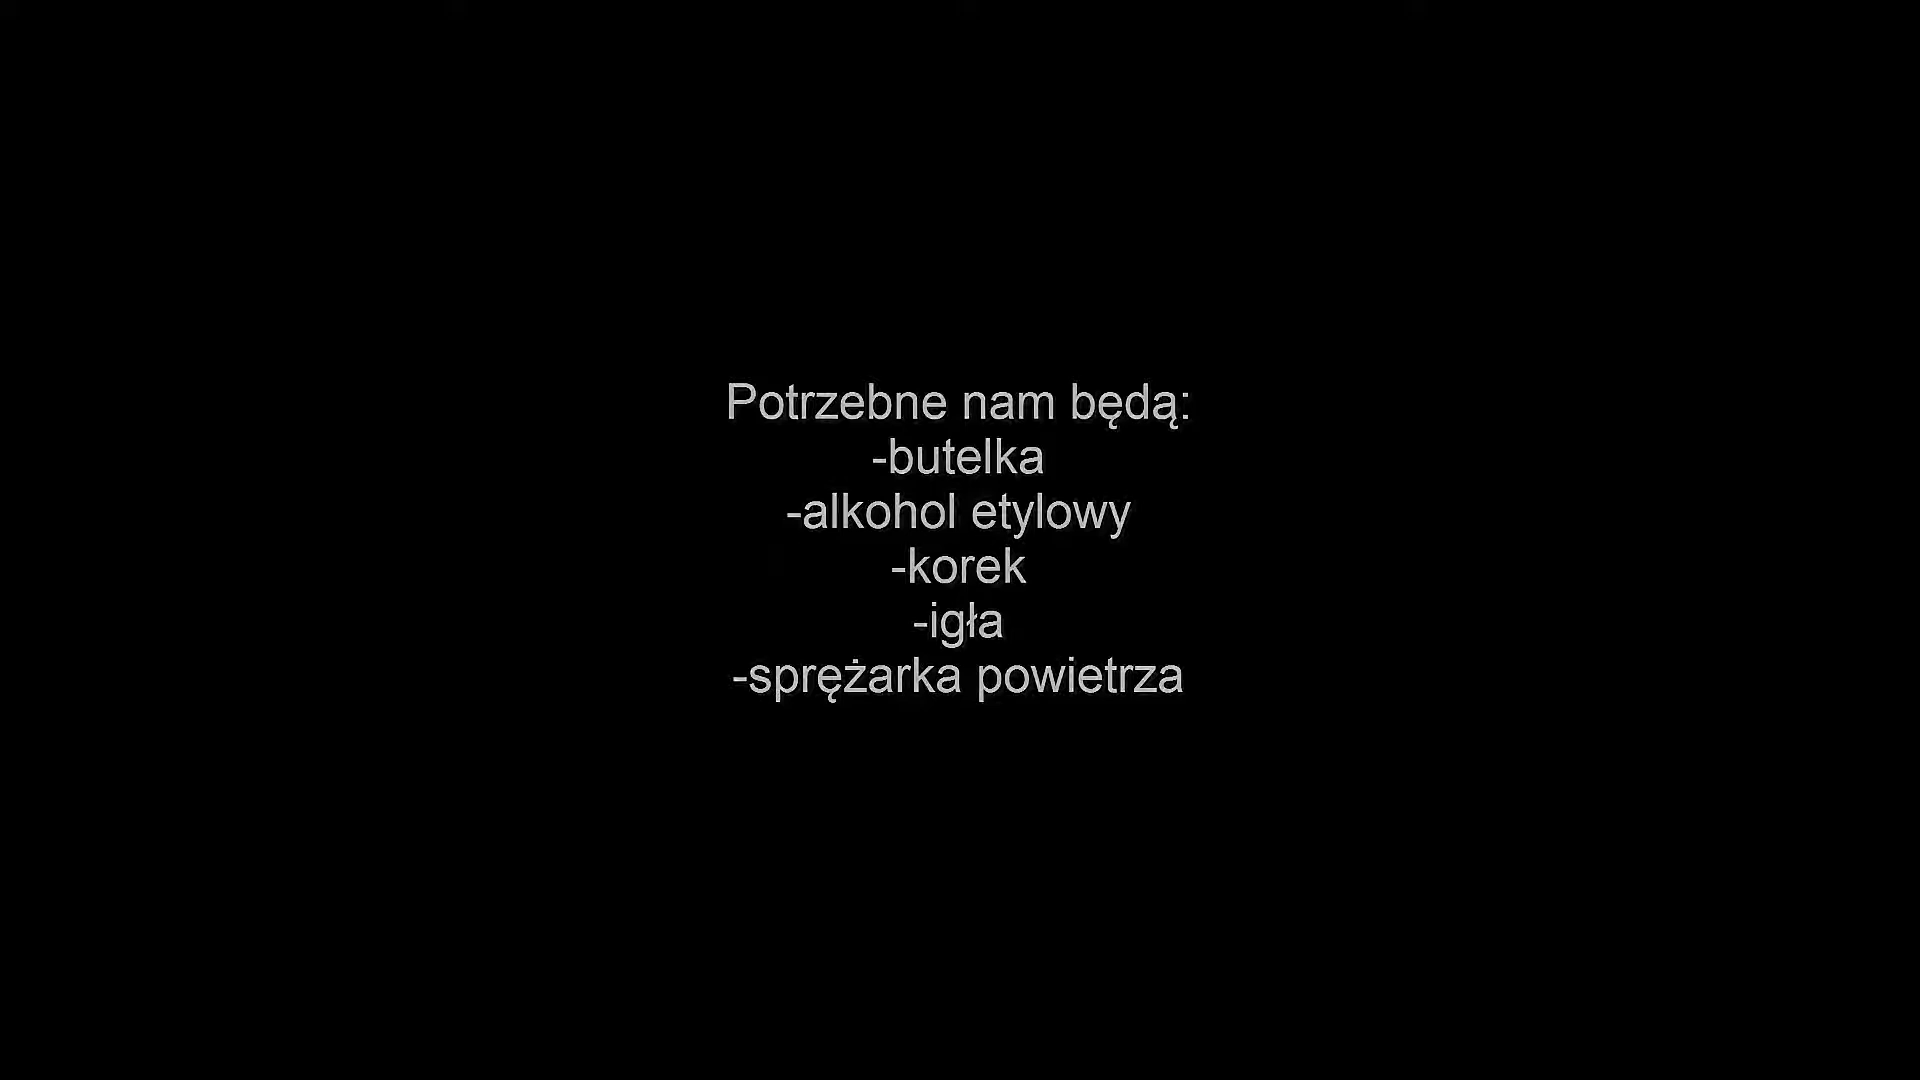 Potrzebne nam będą:
-butelka
-alkohol etylowy
-korek
-igła
-sprężarka powietrza